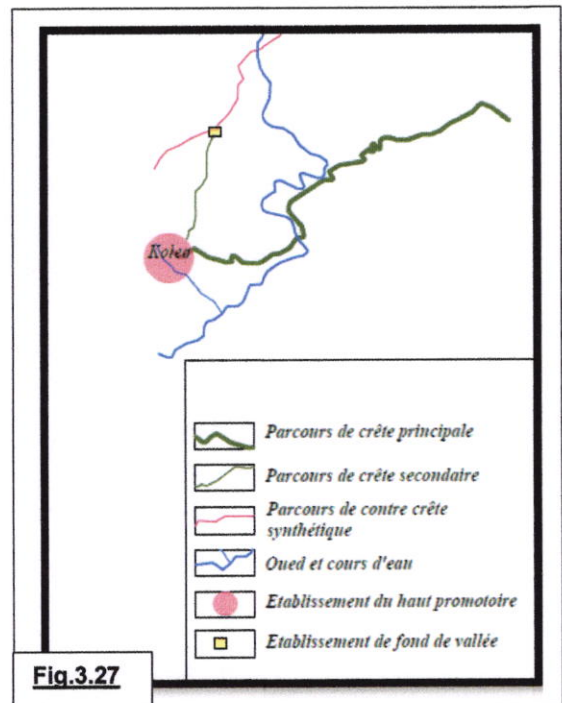 Koléa
Parcours de crête principale
Parcours de crête secondaire
Parcours de contre crête
synthétique
Oued et cours d'eau
Etablissement du haut promotoire
Etablissement de fond de vallée
Fig.3.27